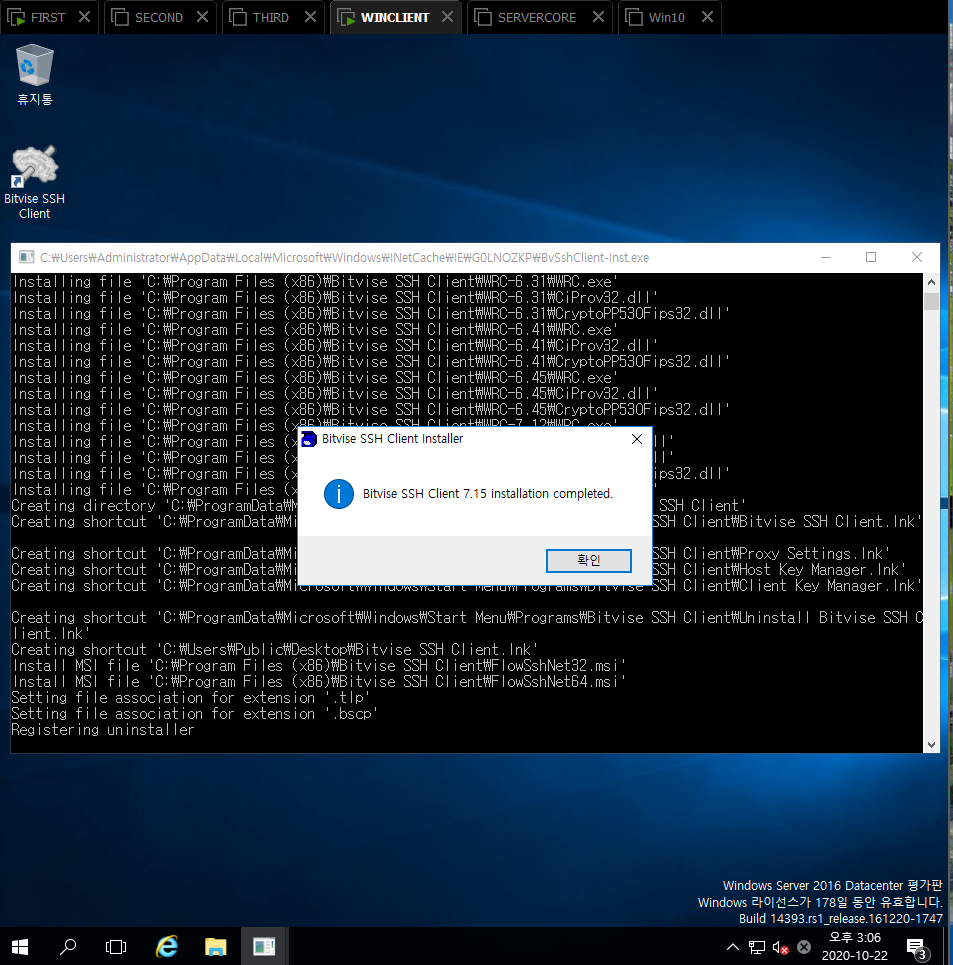 FIRST
SECOND
THIRD
WINCLIENT
SERVERCORE
Win10
휴지통
Bitvise SSH
Client
C:₩Users₩Administrator₩AppData₩Local₩Microsoft₩Windows₩INetCache₩IE₩G0LNOZKP₩BvSshClient-Inst.exe
Installing file 'C:₩Program Files (x86)₩Bitvise SSH Client₩WRC-6.31₩WRC.exe'
Installing file 'C:₩Program Files (x86)₩Bitvise SSH Client₩WRC-6.31₩CiProv32.dll'
Installing file 'C:₩Program Files (x86)₩Bitvise SSH Client₩WRC-6.31₩CryptoPP530Fips32.dll'
Installing file 'C:₩Program Files (x86)₩Bitvise SSH Client₩WRC-6.41₩WRC.exe'
Installing file 'C:₩Program Files (x86)₩Bitvise SSH Client₩WRC-6.41₩CiProv32.dll'
Installing file 'C:₩Program Files (x86)₩Bitvise SSH Client₩WRC-6.41₩CryptoPP530Fips32.dll'
Installing file 'C:₩Program Files (x86)₩Bitvise SSH Client₩WRC-6.45₩WRC.exe'
Installing file 'C:₩Program Files (x86)₩Bitvise SSH Client₩WRC-6.45₩CiProv32.dll'
Installing file 'C:₩Program Files (x86)₩Bitvise SSH Client₩WRC-6.45₩CryptoPP530Fips32.dll'
Installing file 'C:₩Program Files (x86)₩Bitvise SSH Client₩WRC-7.12₩WRC.exe'
Installing file 'C:₩Program Files (x ll'
Installing file 'C:₩Program Files (x ll'
Installing file 'C:₩Program Files (x ps32.dll'
Installing file 'C:₩Program Files (x
Creating directory 'C:₩ProgramData₩M SSH Client'
Creating shortcut 'C:₩ProgramData₩Mi SSH Client₩Bitvise SSH Client.lnk'
Creating shortcut 'C:₩ProgramData₩Mi SSH Client₩Proxy Settings.lnk'
Creating shortcut 'C:₩ProgramData₩Mi SSH Client₩Host Key Manager.lnk'
Creating shortcut 'C:₩ProgramData₩Microsoft₩Windows₩Start Menu₩Programs₩Bitvise SSH Client₩Client Key Manager.lnk'
Creating shortcut 'C:₩ProgramData₩Microsoft₩Windows₩Start Menu₩Programs₩Bitvise SSH Client₩Uninstall Bitvise SSH C
lient.lnk'
Creating shortcut 'C:₩Users₩Public₩Desktop₩Bitvise SSH Client.lnk'
Install MSI file 'C:₩Program Files (x86)₩Bitvise SSH Client₩FlowSshNet32.msi'
Install MSI file 'C:₩Program Files (x86)₩Bitvise SSH Client₩FlowSshNet64.msi'
Setting file association for extension '.tlp'
Setting file association for extension '.bscp'
Registering uninstaller
Bitvise SSH Client Installer
Bitvise SSH Client 7.15 installation completed.
확인
Windows Server 2016 Datacenter 평가판
Windows 라이선스가 178일 동안 유효합니다.
Build 14393.rs1_release.161220-1747
오후 3:06
2020-10-22
3